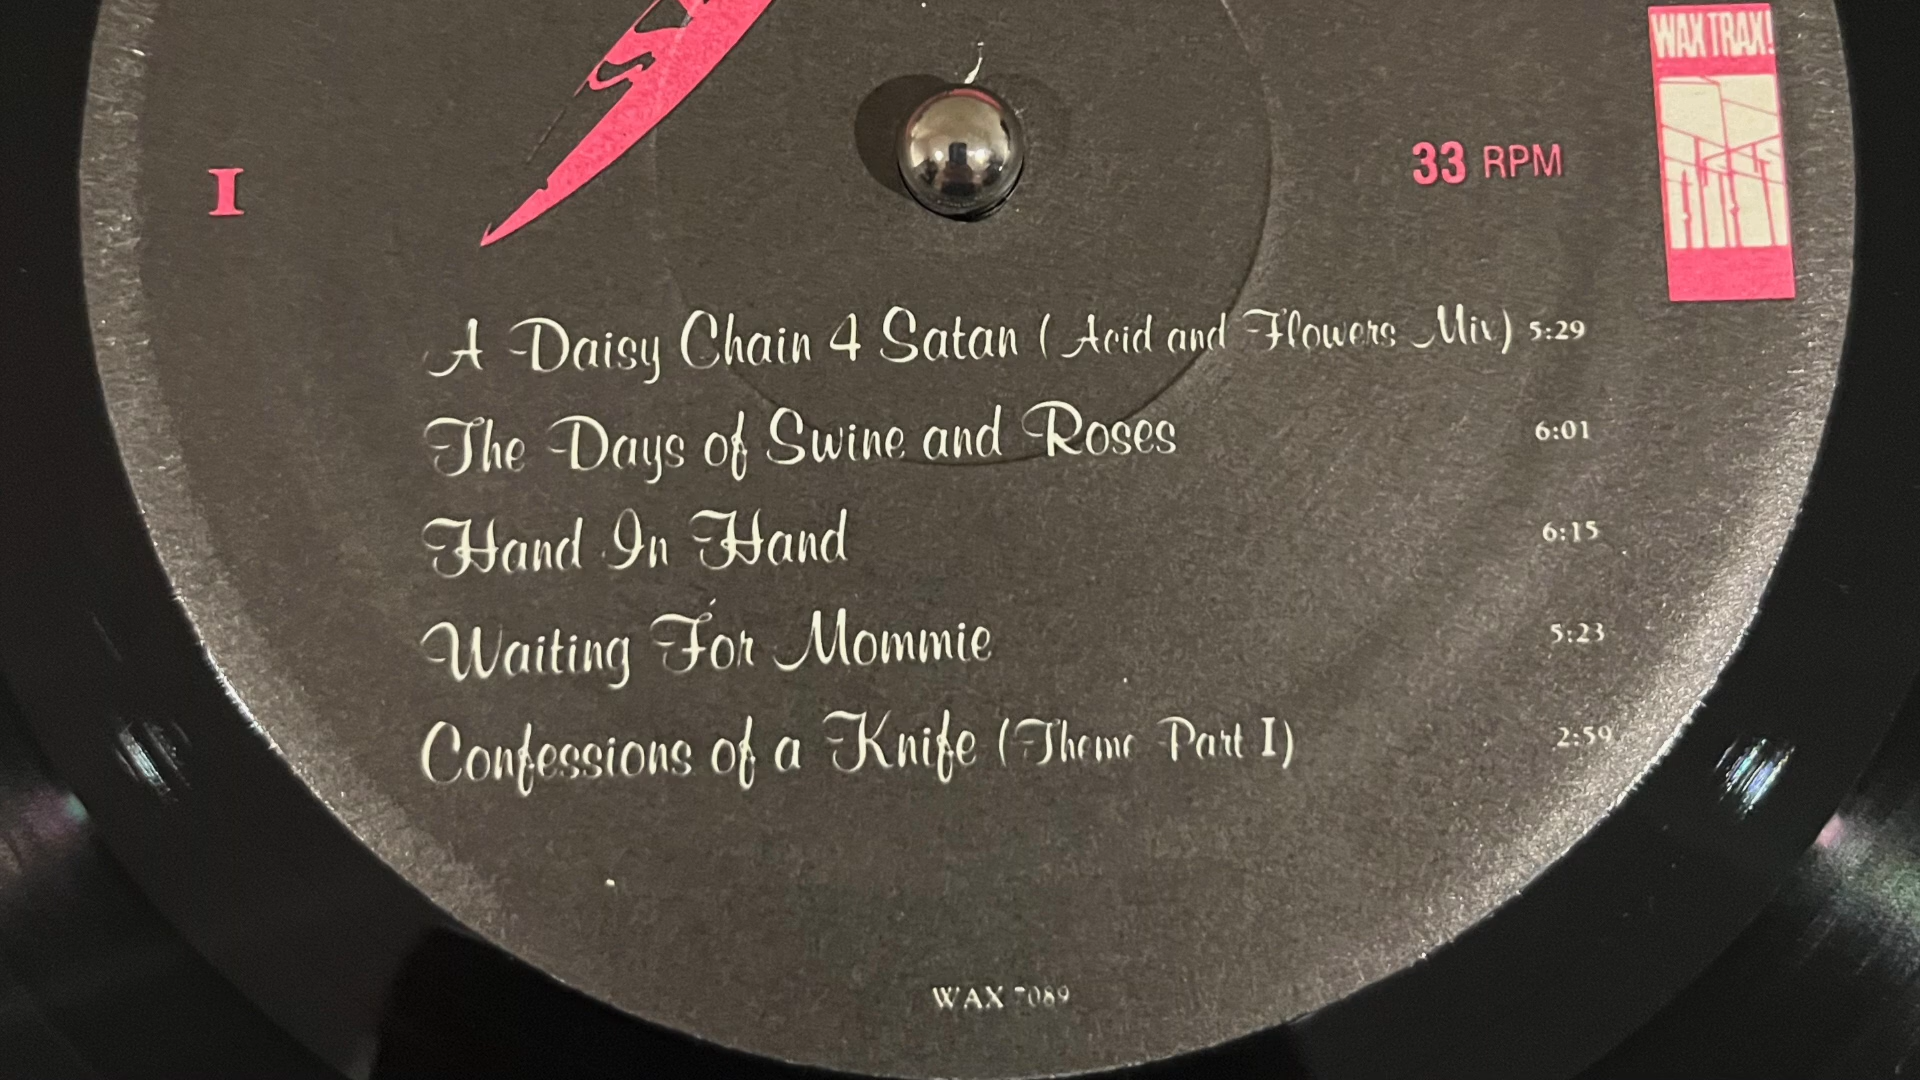 WAX TRAX!
I
33 RPM
A Daisy Chain 4 Satan (Acid and Flowers Mix) 5:29
The Days of Swine and Roses 6:01
Hand In Hand 6:15
Waiting For Mommie 5:23
Confessions of a Knife (Theme Part I) 2:59
WAX 7089